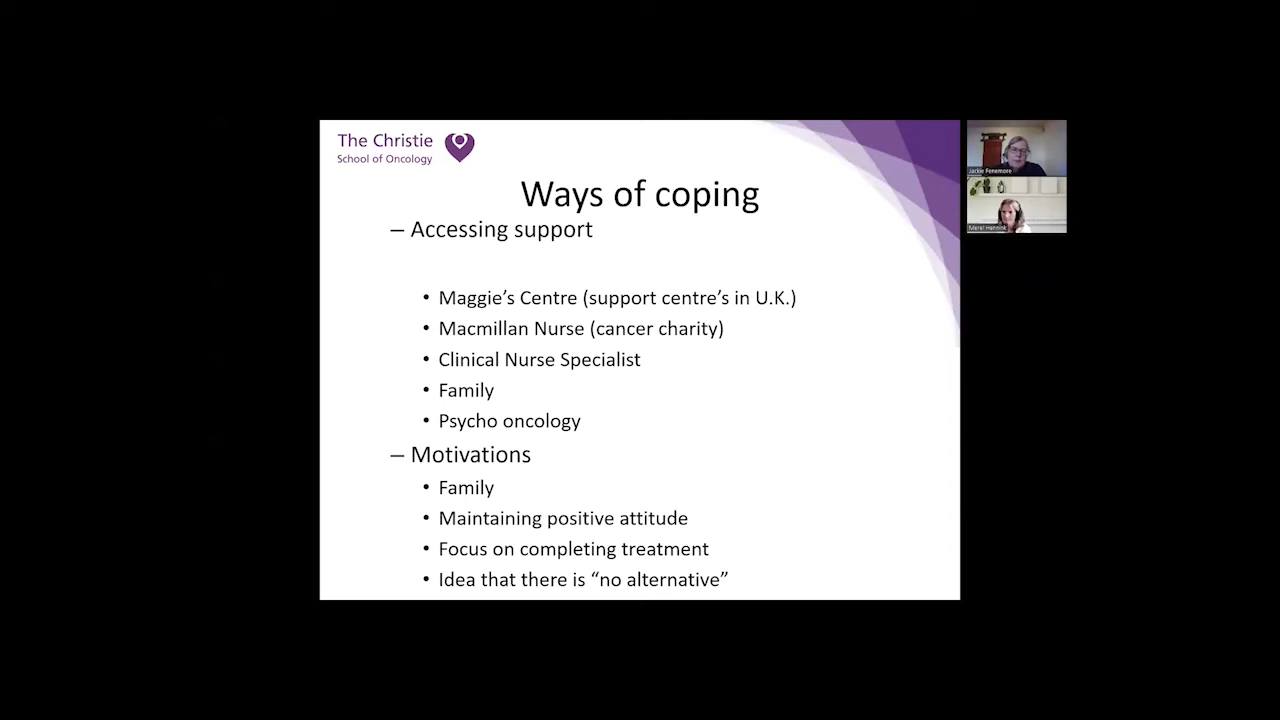 The Christie
School of Oncology
Ways of coping
– Accessing support
• Maggie’s Centre (support centre’s in U.K.)
• Macmillan Nurse (cancer charity)
• Clinical Nurse Specialist
• Family
• Psycho oncology
– Motivations
• Family
• Maintaining positive attitude
• Focus on completing treatment
• Idea that there is “no alternative”
Jackie Fenemore
Merel Hennink